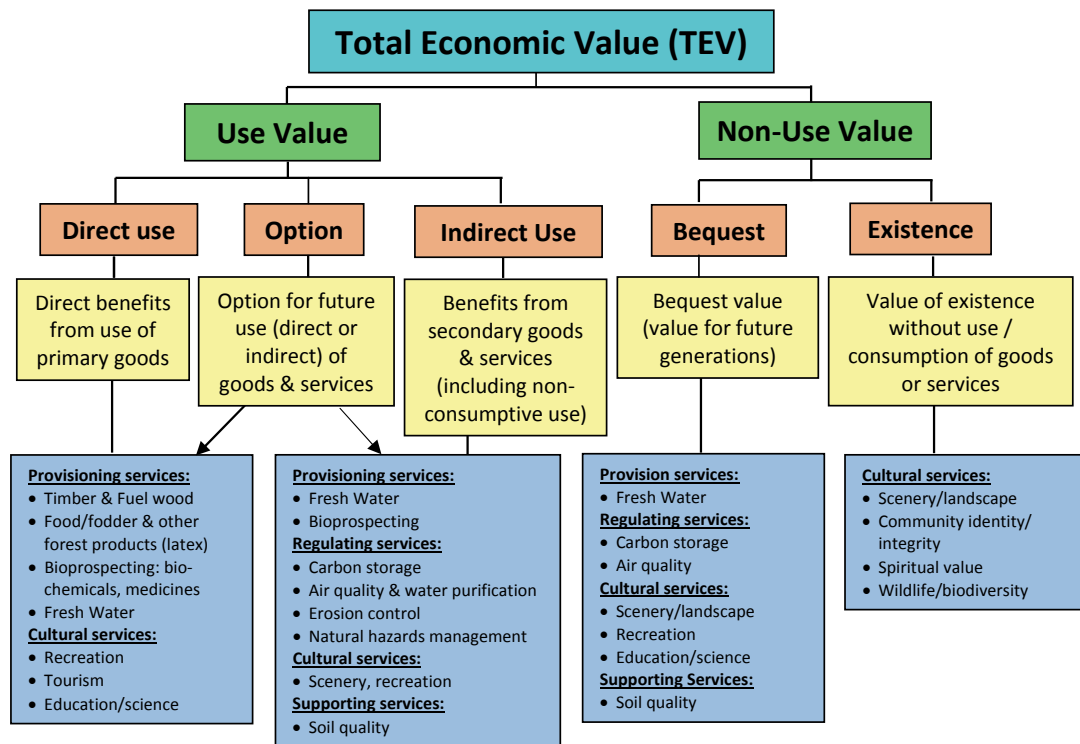 Total Economic Value (TEV)
Use Value
Non-Use Value
Direct use
Option
Indirect Use
Bequest
Existence
Direct benefits
from use of
primary goods
Option for future
use (direct or
indirect) of
goods & services
Benefits from
secondary goods
& services
(including non-
consumptive use)
Bequest value
(value for future
generations)
Value of existence
without use /
consumption of goods
or services
Provisioning services:
• Timber & Fuel wood
• Food/fodder & other
forest products (latex)
• Bioprospecting: bio-
chemicals, medicines
• Fresh Water
Cultural services:
• Recreation
• Tourism
• Education/science
Provisioning services:
• Fresh Water
• Bioprospecting
Regulating services:
• Carbon storage
• Air quality & water purification
• Erosion control
• Natural hazards management
Cultural services:
• Scenery, recreation
Supporting services:
• Soil quality
Provision services:
• Fresh Water
Regulating services:
• Carbon storage
• Air quality
Cultural services:
• Scenery/landscape
• Recreation
• Education/science
Supporting Services:
• Soil quality
Cultural services:
• Scenery/landscape
• Community identity/
integrity
• Spiritual value
• Wildlife/biodiversity